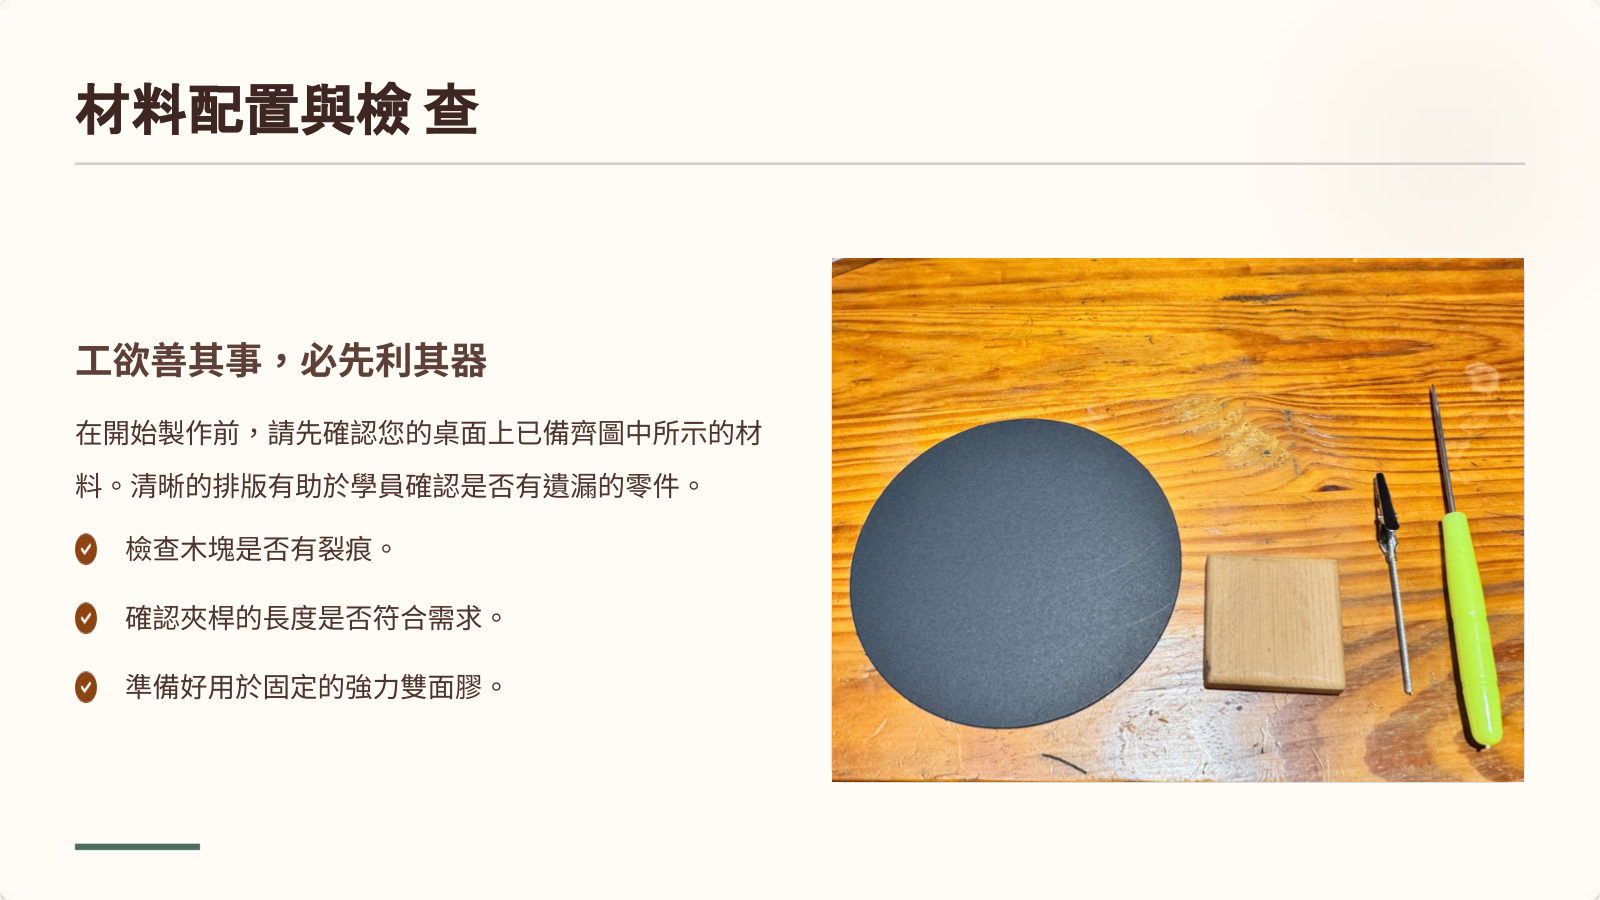 材料配置與檢 查
工欲善其事，必先利其器
在開始製作前，請先確認您的桌面上已備齊圖中所示的材
料。清晰的排版有助於學員確認是否有遺漏的零件。
檢查木塊是否有裂痕。
確認夾桿的長度是否符合需求。
準備好用於固定的強力雙面膠。